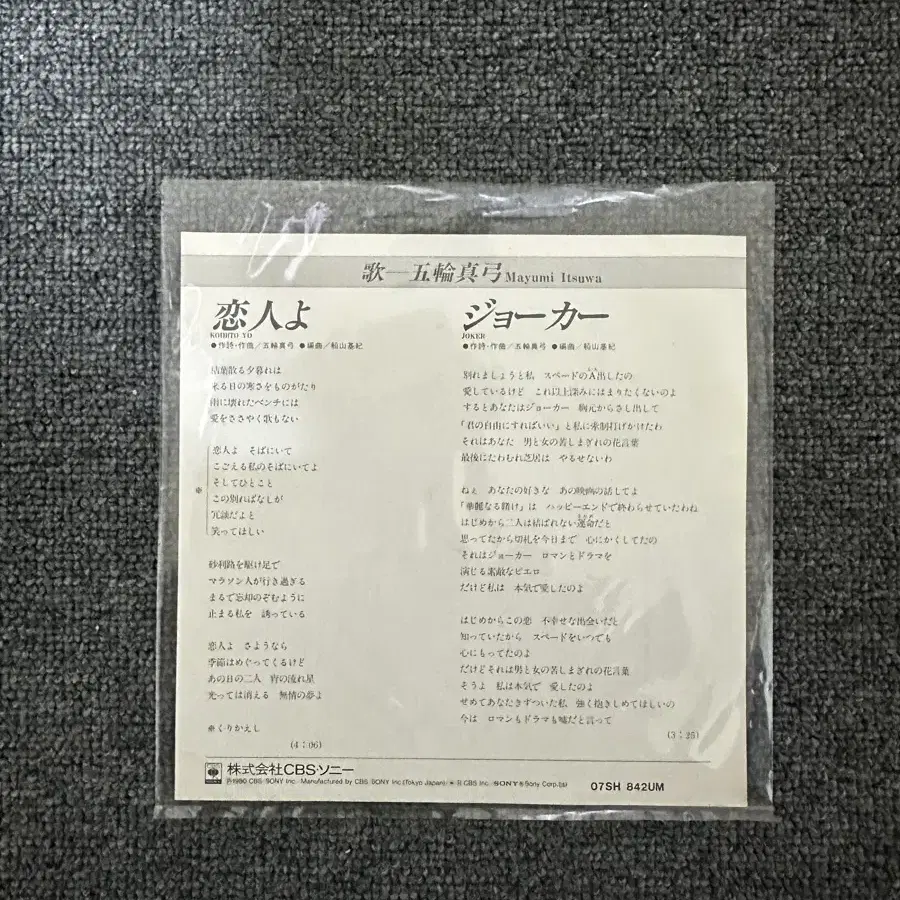 歌―五輪真弓 Mayumi Itsuwa
恋人よ
KOIBITO YO
●作詩・作曲/五輪真弓 ●編曲/船山基紀
枯葉散る夕暮れは
来る日の寒さをものがたり
雨に壊れたベンチには
愛をささやく歌もない
恋人よ そばにいて
こごえる私のそばにいてよ
そしてひとこと
この別ればなしが
冗談だよと
笑ってほしい
※
砂利路を駆け足で
マラソン人が行き過ぎる
まるで忘却のぞむように
止まる私を 誘っている
恋人よ さようなら
季節はめぐってくるけど
あの日の二人 宵の流れ星
光っては消える 無情の夢よ
※くりかえし
(4:06)
ジョーカー
JOKER
●作詩・作曲/五輪真弓 ●編曲/船山基紀
別れましょうと私 スペードのA出したの
愛しているけど これ以上深みにはまりたくないのよ
するとあなたはジョーカー 胸元からさし出して
「君の自由にすればいい」と私に牽制打げかけたわ
それはあなた 男と女の苦しまぎれの花言葉
最後にたわむれ芝居は やるせないわ
ねぇ あなたの好きな あの映画の話してよ
「華麗なる賭け」は ハッピーエンドで終わらせていたわね
はじめから二人は結ばれない運命だと
思ってたから切札を今日まで 心にかくしてたの
それはジョーカー ロマンとドラマを
演じる素敵なピエロ
だけど私は 本気で愛したのよ
はじめからこの恋 不幸せな出会いだと
知っていたから スペードをいつでも
心にもってたのよ
だけどそれは男と女の苦しまぎれの花言葉
そうよ 私は本気で 愛したのよ
せめてあなたきずついた私 強く抱きしめてほしいの
今は ロマンもドラマも嘘だと言って
(3:25)
株式会社CBS・ソニー
℗1980 CBS/SONY Inc. Manufactured by CBS/SONY Inc. (Tokyo Japan)
07SH 842UM